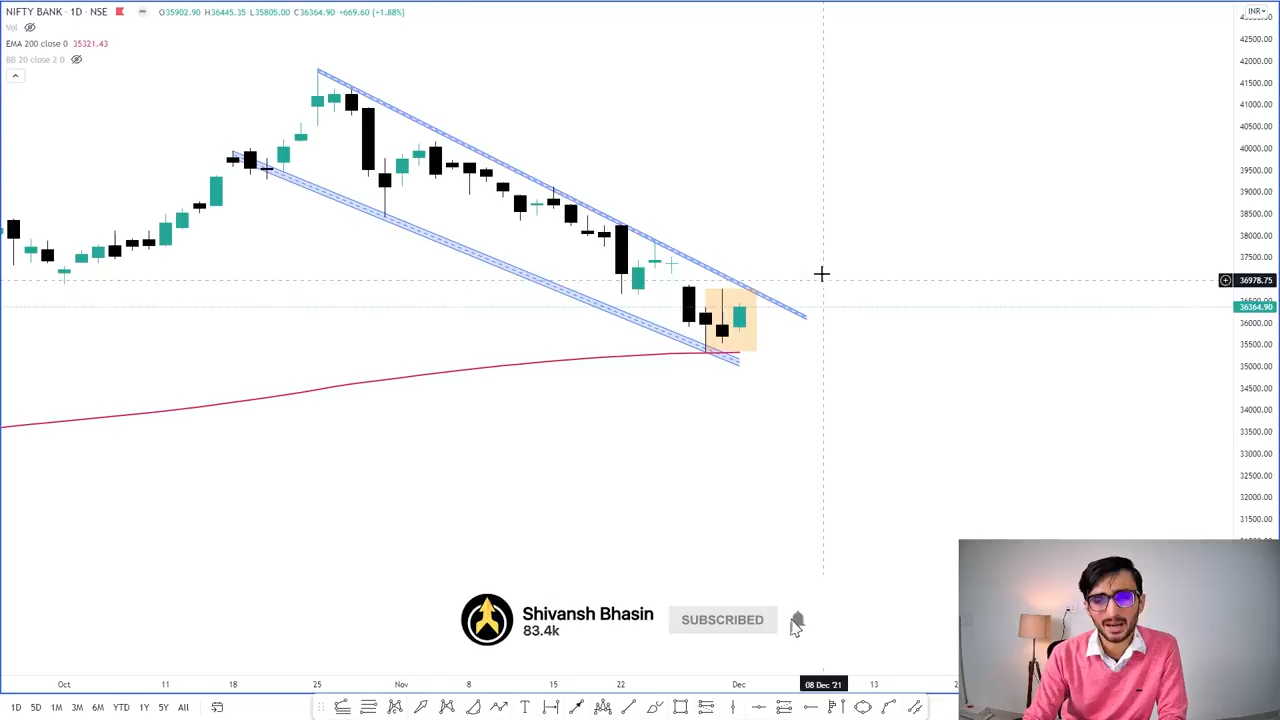 NIFTY BANK · 1D · NSE O35902.90 H36445.35 L35805.00 C36364.90 +669.60 (+1.88%)
Vol
EMA 200 close 0 35321.43
BB 20 close 2 0
INR
42500.00
42000.00
41500.00
41000.00
40500.00
40000.00
39500.00
39000.00
38500.00
38000.00
37500.00
36978.75
36364.90
36000.00
35500.00
35000.00
34500.00
34000.00
33500.00
33000.00
32500.00
32000.00
31500.00
Shivansh Bhasin
83.4k
SUBSCRIBED
Oct 11 18 25 Nov 8 15 22 Dec 08 Dec '21 13
1D 5D 1M 3M 6M YTD 1Y 5Y All